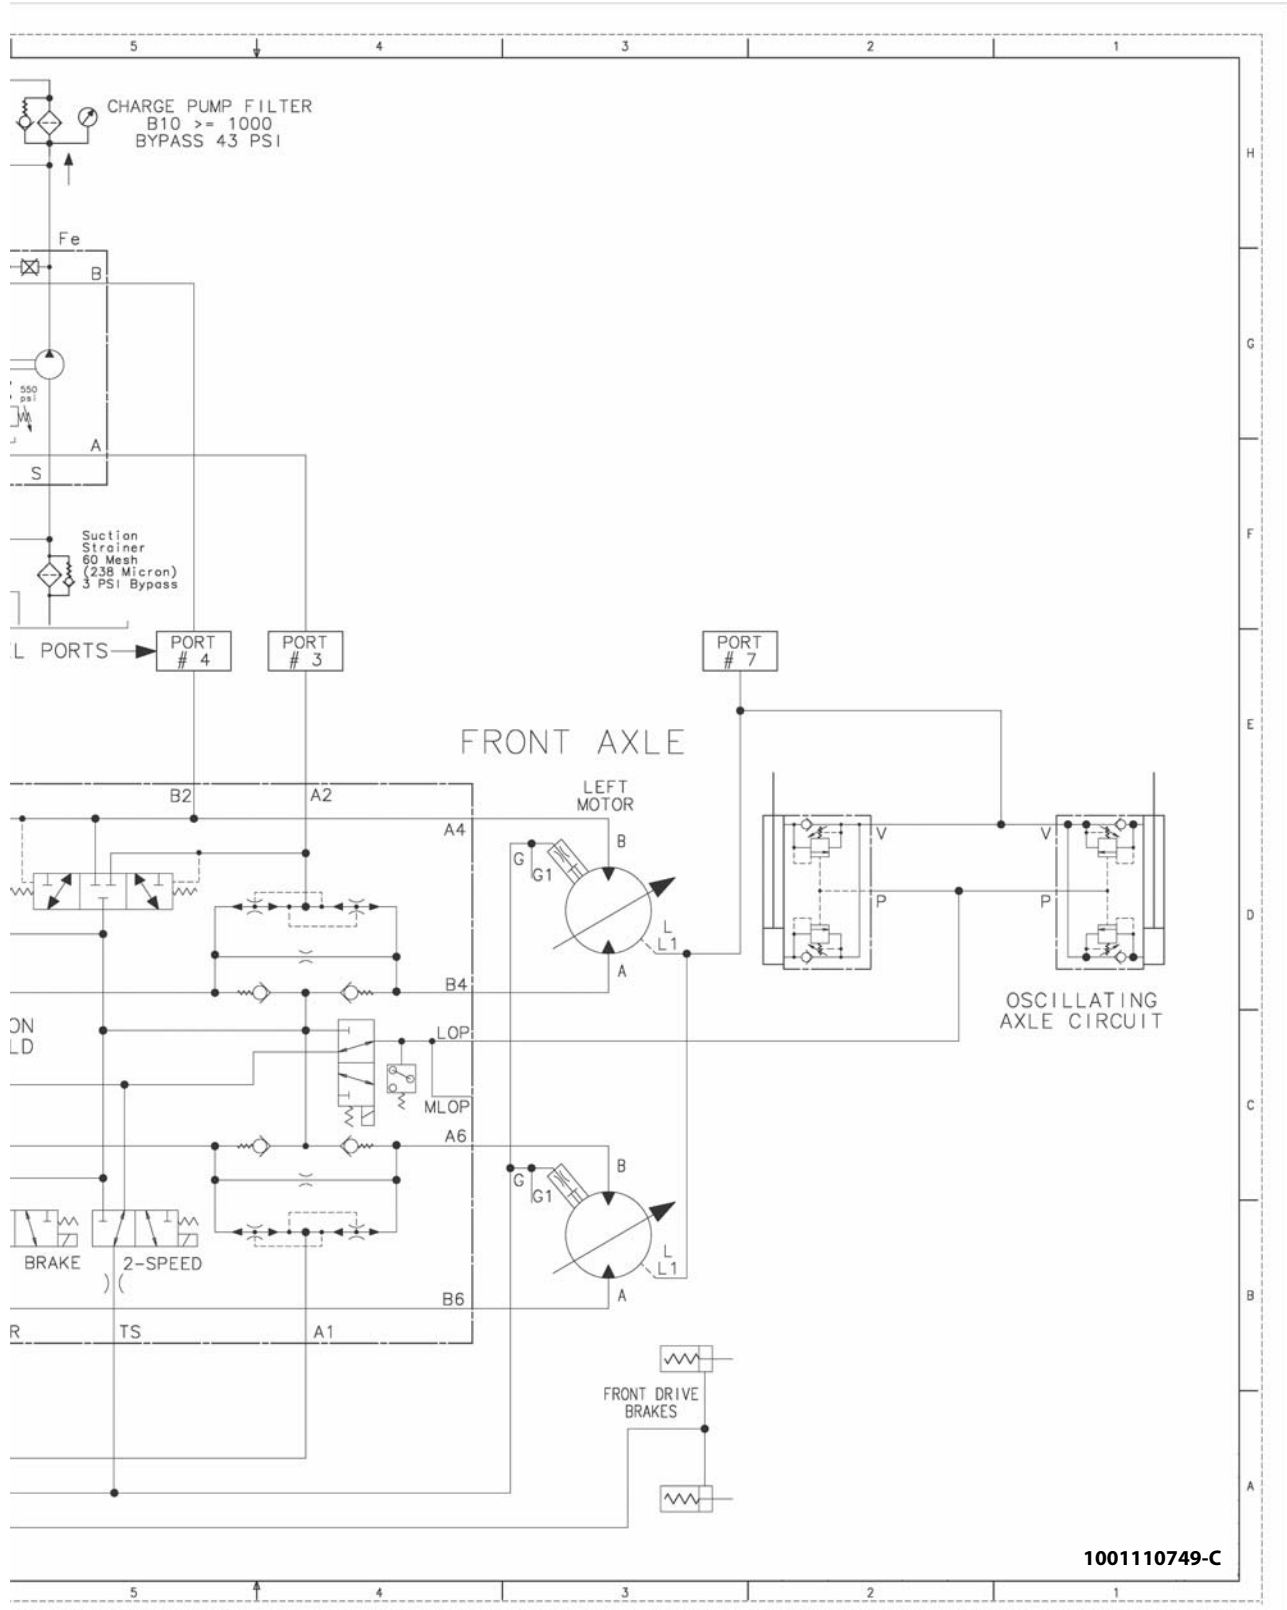 5 4 3 2 1
CHARGE PUMP FILTER
B10 >= 1000
BYPASS 43 PSI
H
Fe
B
G
550
psi
A
S
Suction
Strainer
60 Mesh
(238 Micron)
3 PSI Bypass
F
L PORTS
PORT
# 4
PORT
# 3
PORT
# 7
E
FRONT AXLE
LEFT
MOTOR
B2 A2
A4
B
G
G1
V V
P P
D
L
L1
A
B4
OSCILLATING
AXLE CIRCUIT
ON
LD
LOP
MLOP
C
A6
B
G
G1
BRAKE 2-SPEED
L
L1
A
B6
B
R TS A1
FRONT DRIVE
BRAKES
A
1001110749-C
5 4 3 2 1